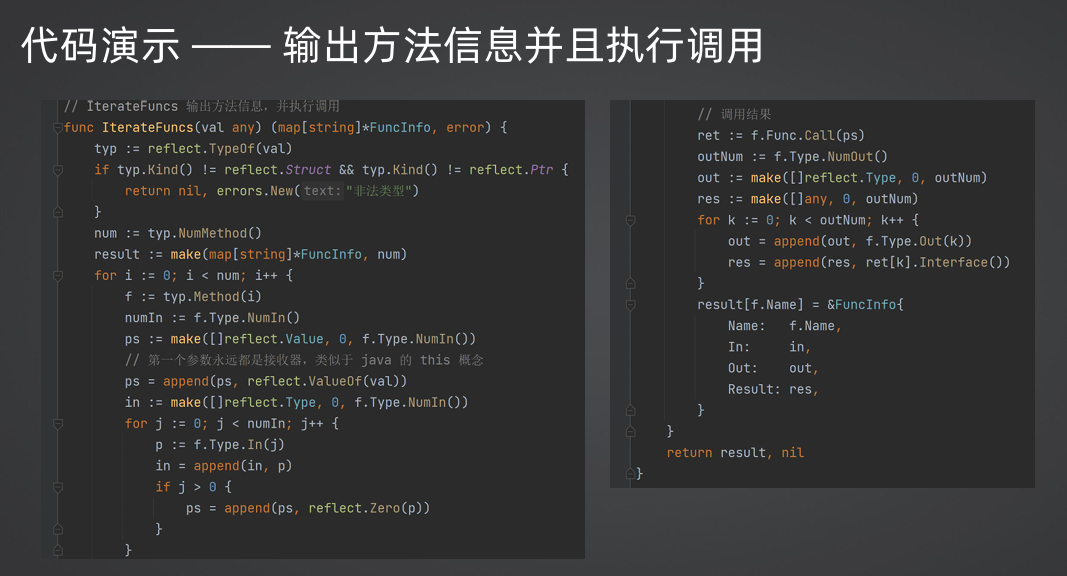 代码演示 —— 输出方法信息并且执行调用
// IterateFuncs 输出方法信息，并执行调用
func IterateFuncs(val any) (map[string]*FuncInfo, error) {
    typ := reflect.TypeOf(val)
    if typ.Kind() != reflect.Struct && typ.Kind() != reflect.Ptr {
        return nil, errors.New( text: "非法类型")
    }
    num := typ.NumMethod()
    result := make(map[string]*FuncInfo, num)
    for i := 0; i < num; i++ {
        f := typ.Method(i)
        numIn := f.Type.NumIn()
        ps := make([]reflect.Value, 0, f.Type.NumIn())
        // 第一个参数永远都是接收器，类似于 java 的 this 概念
        ps = append(ps, reflect.ValueOf(val))
        in := make([]reflect.Type, 0, f.Type.NumIn())
        for j := 0; j < numIn; j++ {
            p := f.Type.In(j)
            in = append(in, p)
            if j > 0 {
                ps = append(ps, reflect.Zero(p))
            }
        }
        // 调用结果
        ret := f.Func.Call(ps)
        outNum := f.Type.NumOut()
        out := make([]reflect.Type, 0, outNum)
        res := make([]any, 0, outNum)
        for k := 0; k < outNum; k++ {
            out = append(out, f.Type.Out(k))
            res = append(res, ret[k].Interface())
        }
        result[f.Name] = &FuncInfo{
            Name:   f.Name,
            In:     in,
            Out:    out,
            Result: res,
        }
    }
    return result, nil
}